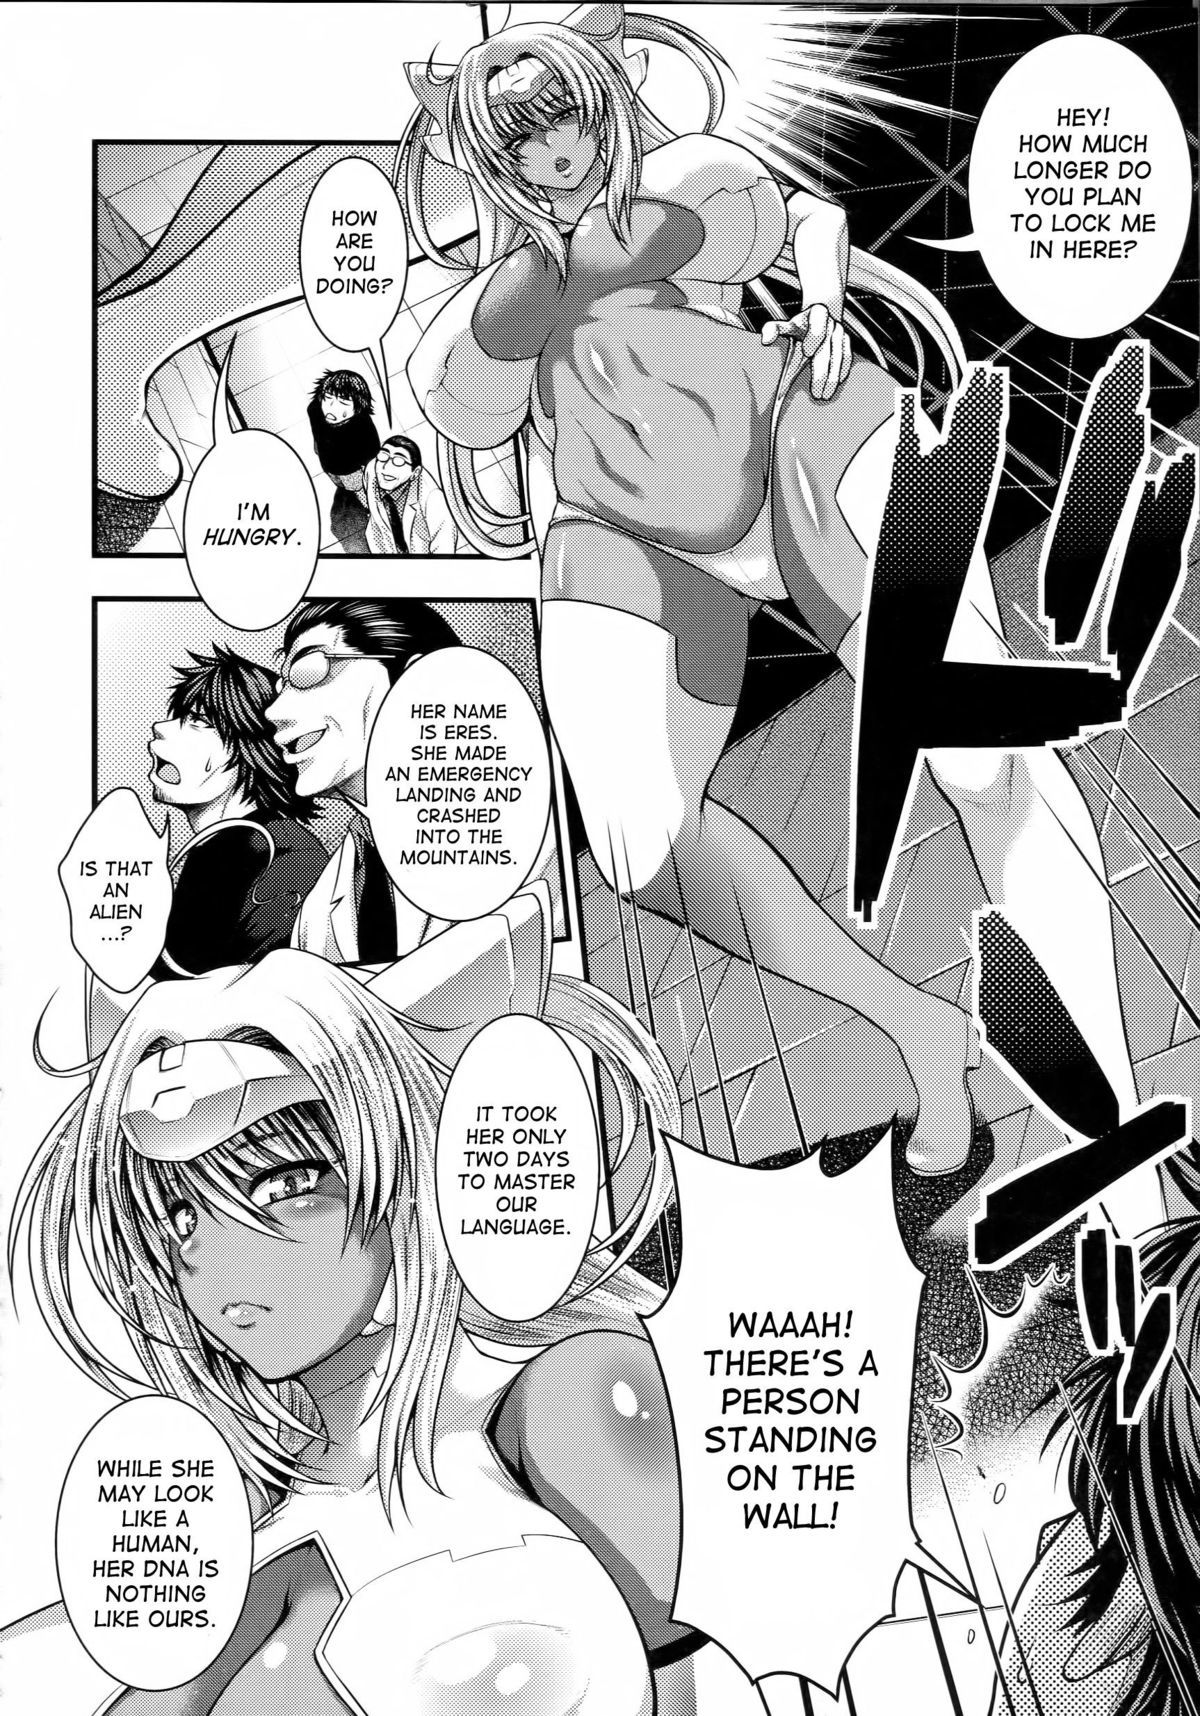 HEY!
HOW MUCH
LONGER DO
YOU PLAN
TO LOCK ME
IN HERE?
ドドッ
WAAAH!
THERE'S A
PERSON
STANDING
ON THE
WALL!
HOW
ARE
YOU
DOING?
I'M
HUNGRY.
HER NAME
IS ERES.
SHE MADE
AN EMERGENCY
LANDING AND
CRASHED
INTO THE
MOUNTAINS.
IS THAT
AN
ALIEN
...?
IT TOOK
HER ONLY
TWO DAYS
TO MASTER
OUR
LANGUAGE.
WHILE SHE
MAY LOOK
LIKE A
HUMAN,
HER DNA IS
NOTHING
LIKE OURS.